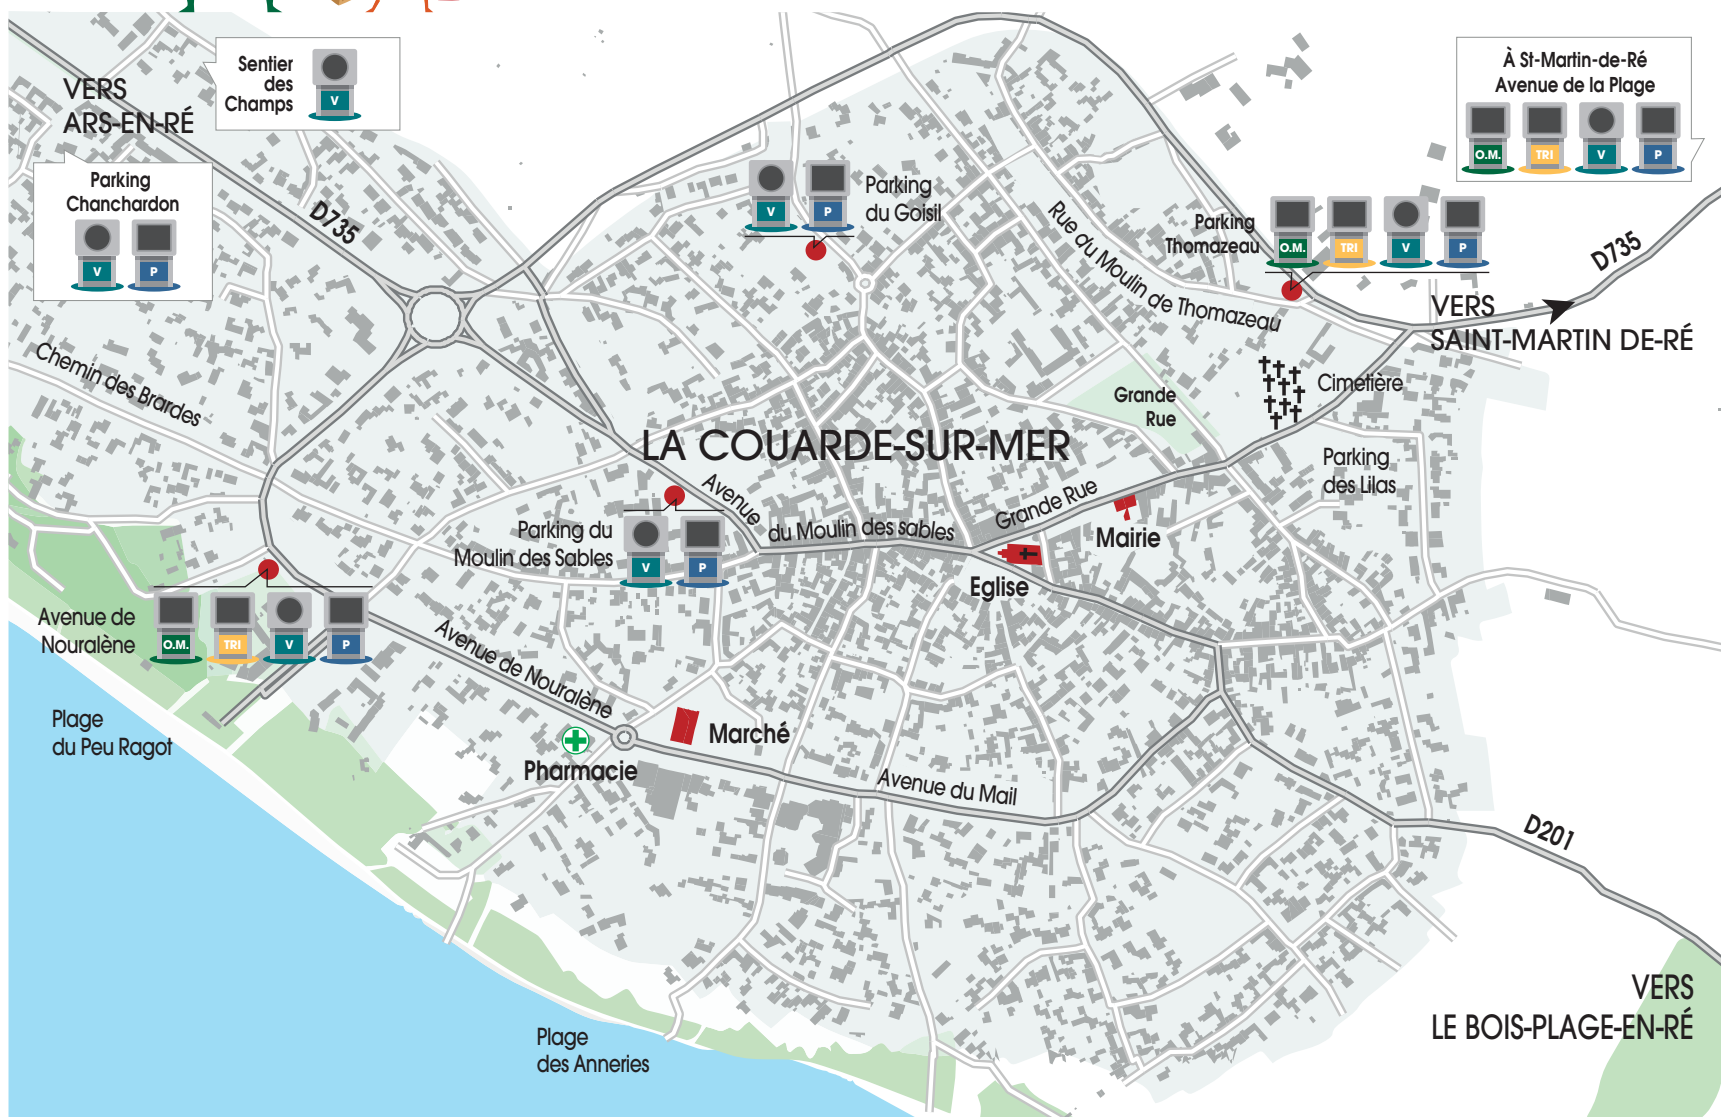 VERS
ARS-EN-RÉ
Sentier
des
Champs
V
Parking
Chanchardon
V
P
D735
V
P
Parking
du Goisil
À St-Martin-de-Ré
Avenue de la Plage
O.M.
TRI
V
P
Parking
Thomazeau
O.M.
TRI
V
P
D735
VERS
SAINT-MARTIN DE-RÉ
Rue du Moulin de Thomazeau
Chemin des Brardes
Grande
Rue
Cimetière
LA COUARDE-SUR-MER
Parking
des Lilas
Avenue
du Moulin des sables
Grande Rue
Mairie
Parking du
Moulin des Sables
V
P
Eglise
Avenue de
Nouralène
O.M.
TRI
V
P
Avenue de Nouralène
Plage
du Peu Ragot
Marché
Pharmacie
Avenue du Mail
D201
VERS
LE BOIS-PLAGE-EN-RÉ
Plage
des Anneries